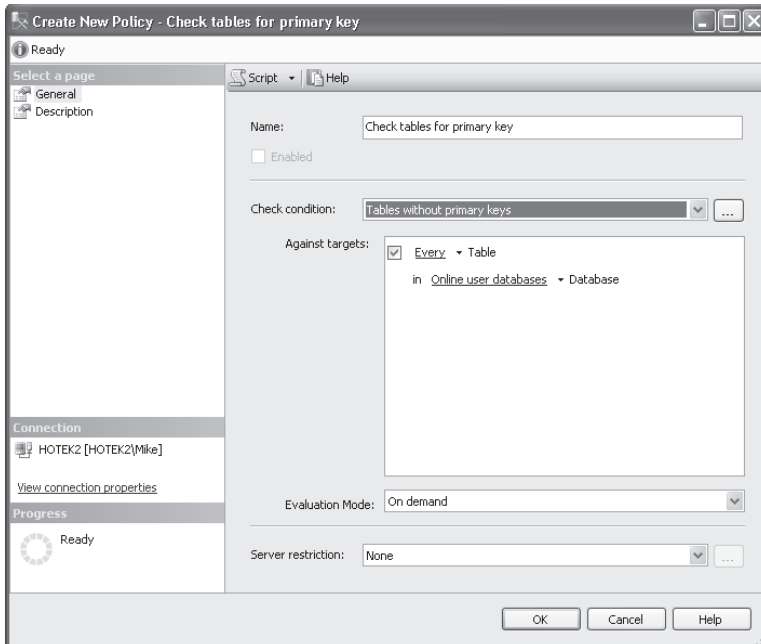 Create New Policy - Check tables for primary key
Ready
Select a page
General
Description
Script
Help
Name:
Check tables for primary key
Enabled
Check condition:
Tables without primary keys
...
Against targets:
Every
Table
in Online user databases
Database
Connection
HOTEK2 [HOTEK2\Mike]
View connection properties
Progress
Ready
Evaluation Mode:
On demand
Server restriction:
None
...
OK
Cancel
Help